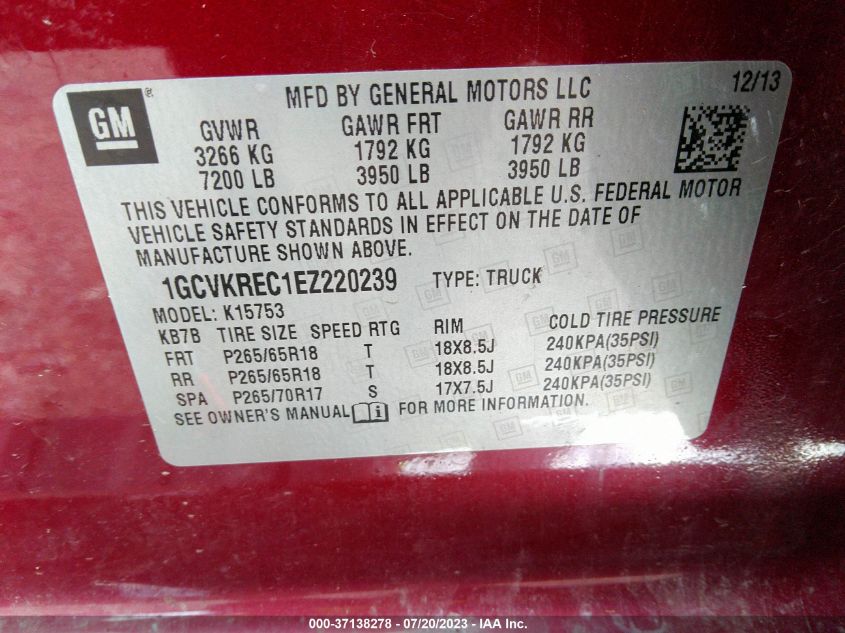 GM®
MFD BY GENERAL MOTORS LLC
12/13
GVWR GAWR FRT GAWR RR
3266 KG 1792 KG 1792 KG
7200 LB 3950 LB 3950 LB
THIS VEHICLE CONFORMS TO ALL APPLICABLE U.S. FEDERAL MOTOR
VEHICLE SAFETY STANDARDS IN EFFECT ON THE DATE OF
MANUFACTURE SHOWN ABOVE.
1GCVKREC1EZ220239 TYPE: TRUCK
MODEL: K15753
KB7B TIRE SIZE SPEED RTG RIM COLD TIRE PRESSURE
FRT P265/65R18 T 18X8.5J 240KPA(35PSI)
RR P265/65R18 T 18X8.5J 240KPA(35PSI)
SPA P265/70R17 S 17X7.5J 240KPA(35PSI)
SEE OWNER'S MANUAL FOR MORE INFORMATION.
000-37138278 - 07/20/2023 - IAA Inc.